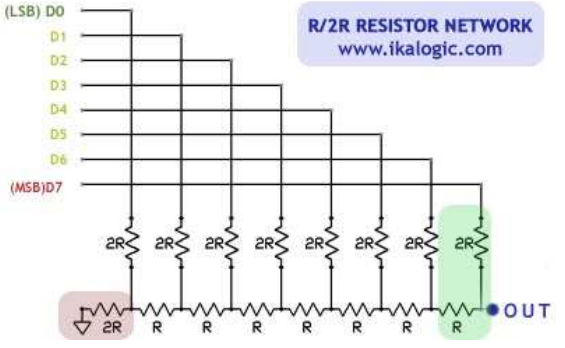 (LSB) D0
R/2R RESISTOR NETWORK
D1
www.ikalogic.com
D2
D3
D4
D5
D6
(MSB)D7
2R 2R 2R 2R 2R 2R 2R 2R
OUT
2R R R R R R R R